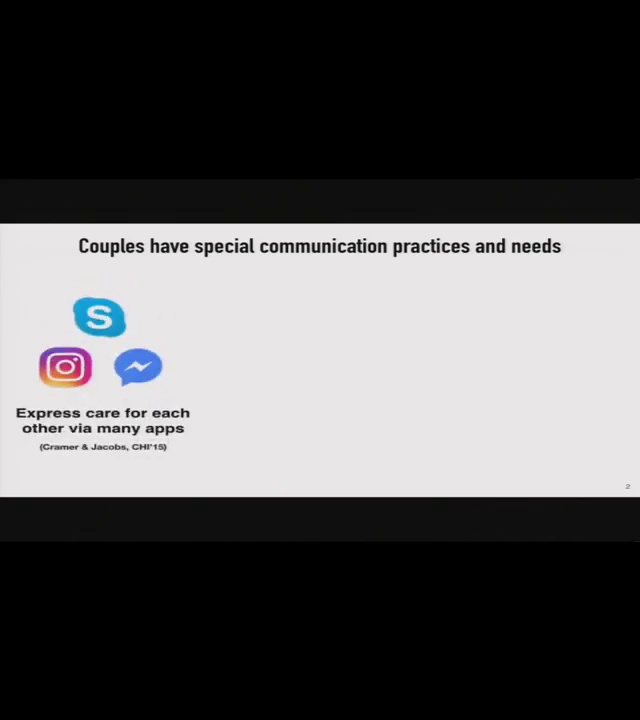 Couples have special communication practices and needs
S
Express care for each
other via many apps
(Cramer & Jacobs, CHI'15)
2